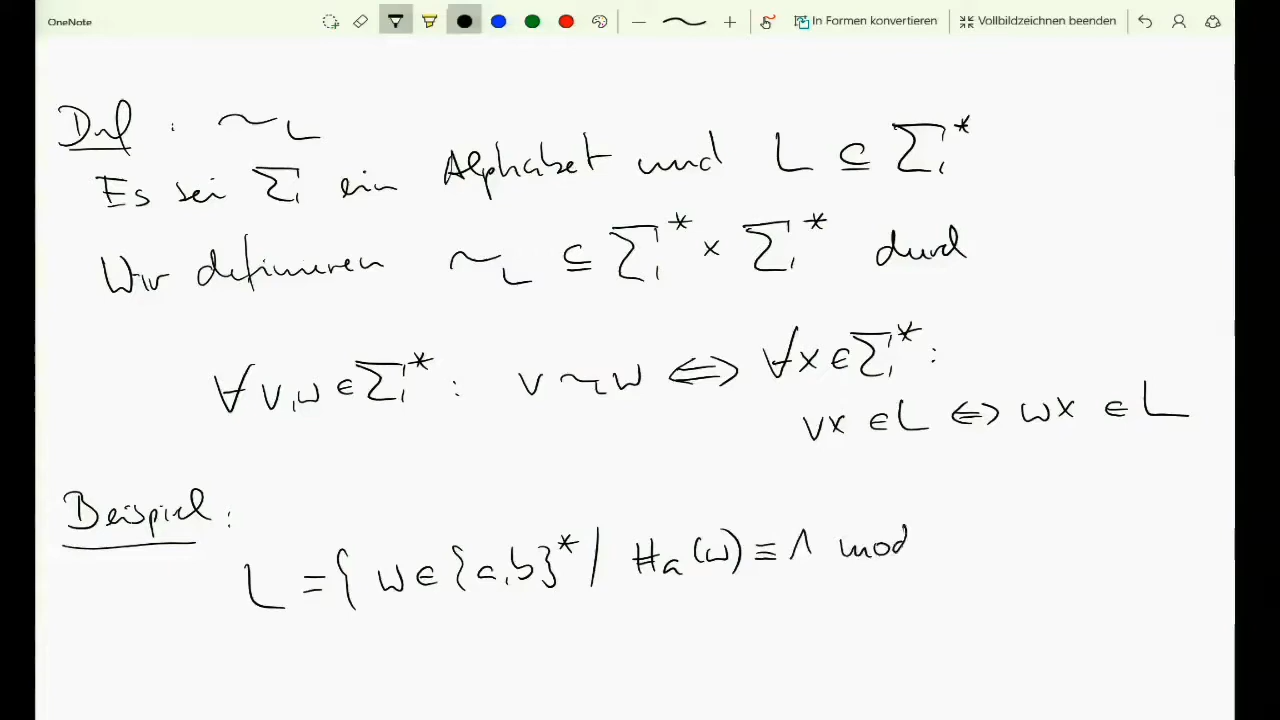 OneNote In Formen konvertieren Vollbildzeichnen beenden
Def : ~L
Es sei Σ ein Alphabet und L ⊆ Σ*
Wir definieren ~L ⊆ Σ* × Σ* durch
∀ v,w ∈ Σ* : v ~L w ⇔ ∀x ∈ Σ* :
vx ∈ L ⇔ wx ∈ L
Beispiel :
L = { w ∈ {a,b}* / #a(w) ≡ 1 mod